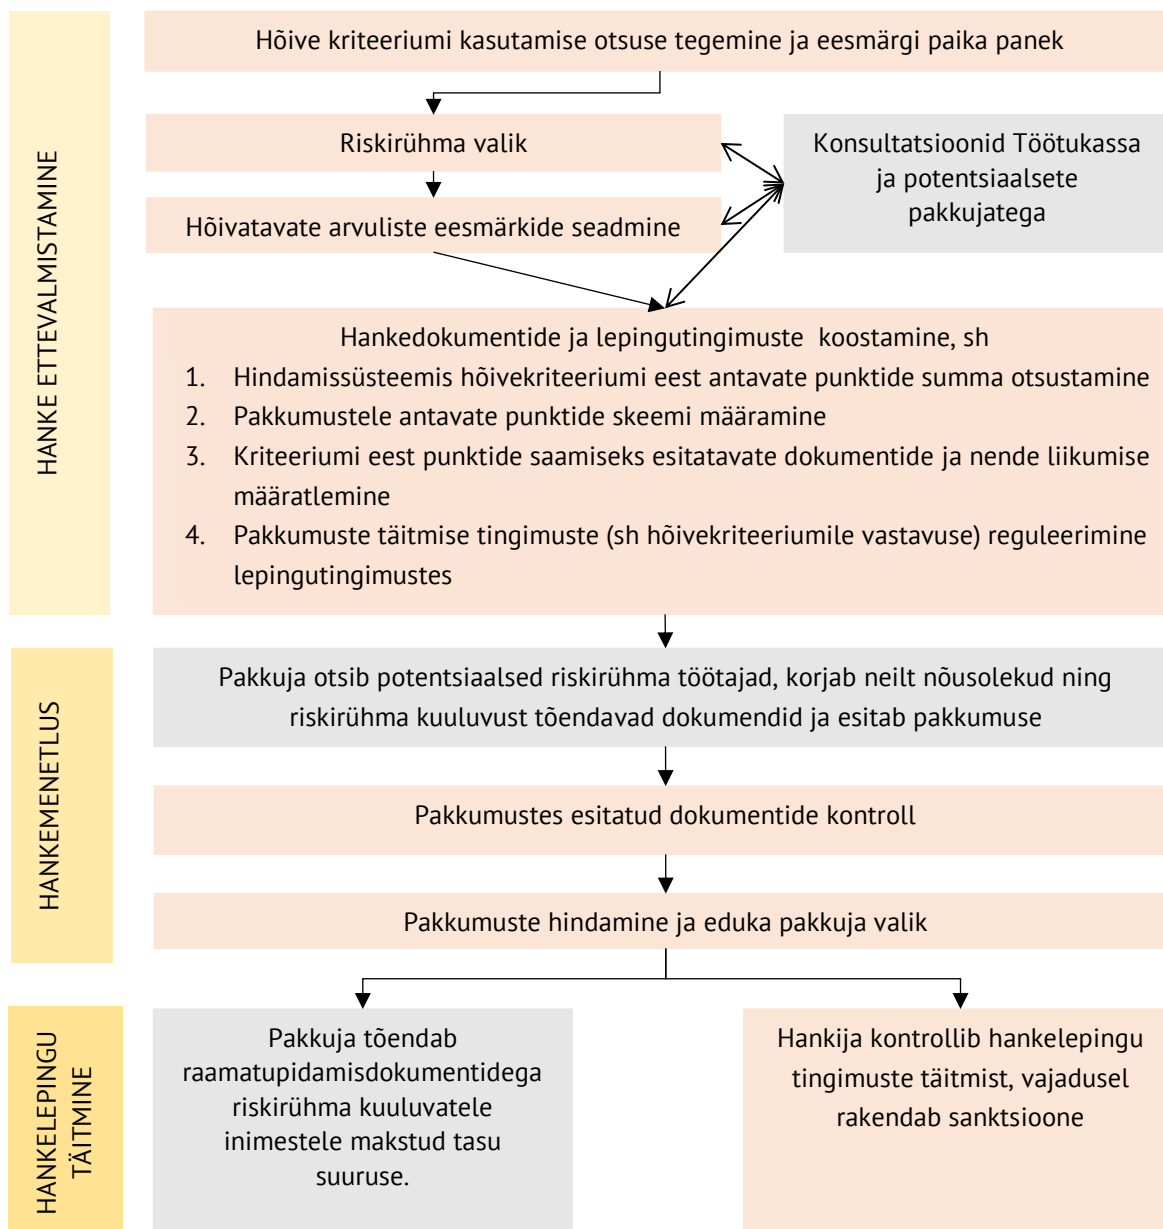 HANKE ETTEVALMISTAMINE
Hõive kriteeriumi kasutamise otsuse tegemine ja eesmärgi paika panek
Riskirühma valik
Hõivatavate arvuliste eesmärkide seadmine
Konsultatsioonid Töötukassa
ja potentsiaalsete
pakkujatega
Hankedokumentide ja lepingutingimuste koostamine, sh
1. Hindamissüsteemis hõivekriteeriumi eest antavate punktide summa otsustamine
2. Pakkumustele antavate punktide skeemi määramine
3. Kriteeriumi eest punktide saamiseks esitatavate dokumentide ja nende liikumise
määratlemine
4. Pakkumuste täitmise tingimuste (sh hõivekriteeriumile vastavuse) reguleerimine
lepingutingimustes
HANKEMENETLUS
Pakkuja otsib potentsiaalsed riskirühma töötajad, korjab neilt nõusolekud ning
riskirühma kuuluvust tõendavad dokumendid ja esitab pakkumuse
Pakkumustes esitatud dokumentide kontroll
Pakkumuste hindamine ja eduka pakkuja valik
HANKELEPINGU
TÄITMINE
Pakkuja tõendab
raamatupidamisdokumentidega
riskirühma kuuluvatele
inimestele makstud tasu
suuruse.
Hankija kontrollib hankelepingu
tingimuste täitmist, vajadusel
rakendab sanktsioone